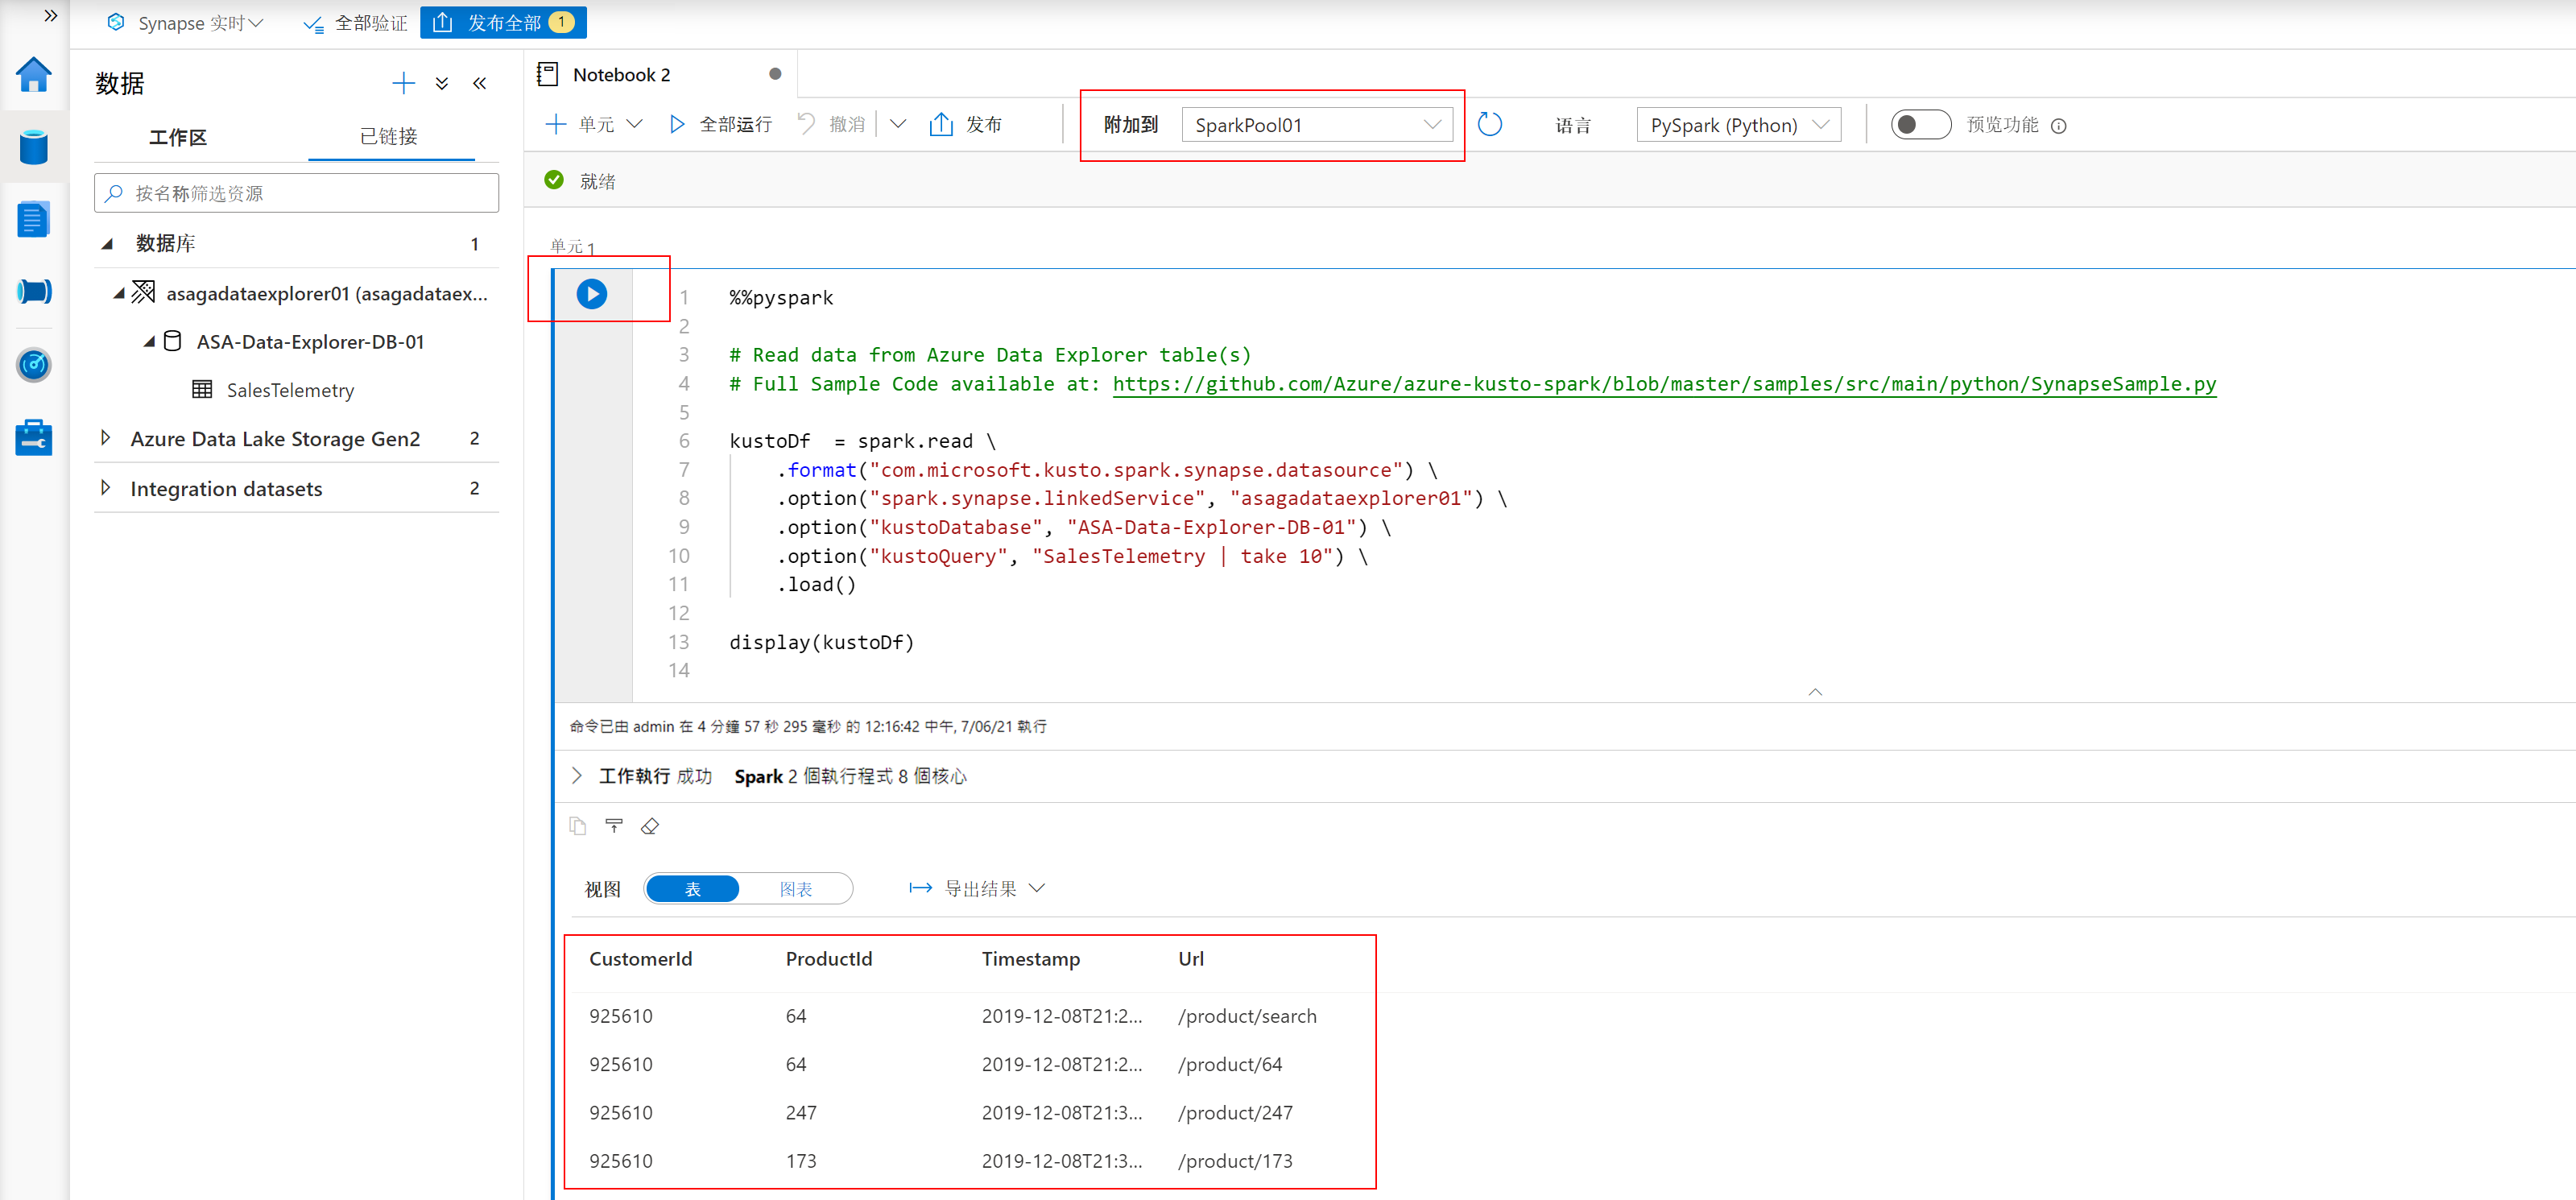 Synapse 实时 全部验证 发布全部 1
数据
工作区 已链接
按名称筛选资源
数据库 1
asagadataexplorer01 (asagadataex...
ASA-Data-Explorer-DB-01
SalesTelemetry
Azure Data Lake Storage Gen2 2
Integration datasets 2
Notebook 2
单元 全部运行 撤消 发布 附加到 SparkPool01 语言 PySpark (Python) 预览功能
就绪
单元 1
1 %%pyspark
2
3 # Read data from Azure Data Explorer table(s)
4 # Full Sample Code available at: https://github.com/Azure/azure-kusto-spark/blob/master/samples/src/main/python/SynapseSample.py
5
6 kustoDf  = spark.read \
7 .format("com.microsoft.kusto.spark.synapse.datasource") \
8 .option("spark.synapse.linkedService", "asagadataexplorer01") \
9 .option("kustoDatabase", "ASA-Data-Explorer-DB-01") \
10 .option("kustoQuery", "SalesTelemetry | take 10") \
11 .load()
12
13 display(kustoDf)
14
命令已由 admin 在 4 分鐘 57 秒 295 毫秒 的 12:16:42 中午, 7/06/21 執行
工作執行 成功 Spark 2 個執行程式 8 個核心
视图 表 图表 导出结果
CustomerId ProductId Timestamp Url
925610 64 2019-12-08T21:2... /product/search
925610 64 2019-12-08T21:2... /product/64
925610 247 2019-12-08T21:3... /product/247
925610 173 2019-12-08T21:3... /product/173